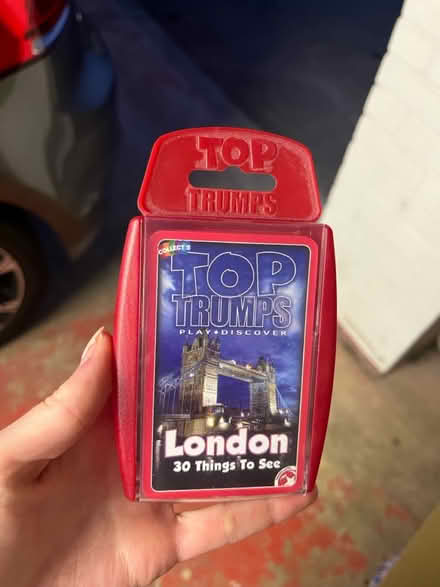 TOP
TRUMPS
COLLECT'S
TOP
TRUMPS
PLAY DISCOVER
London
30 Things To See